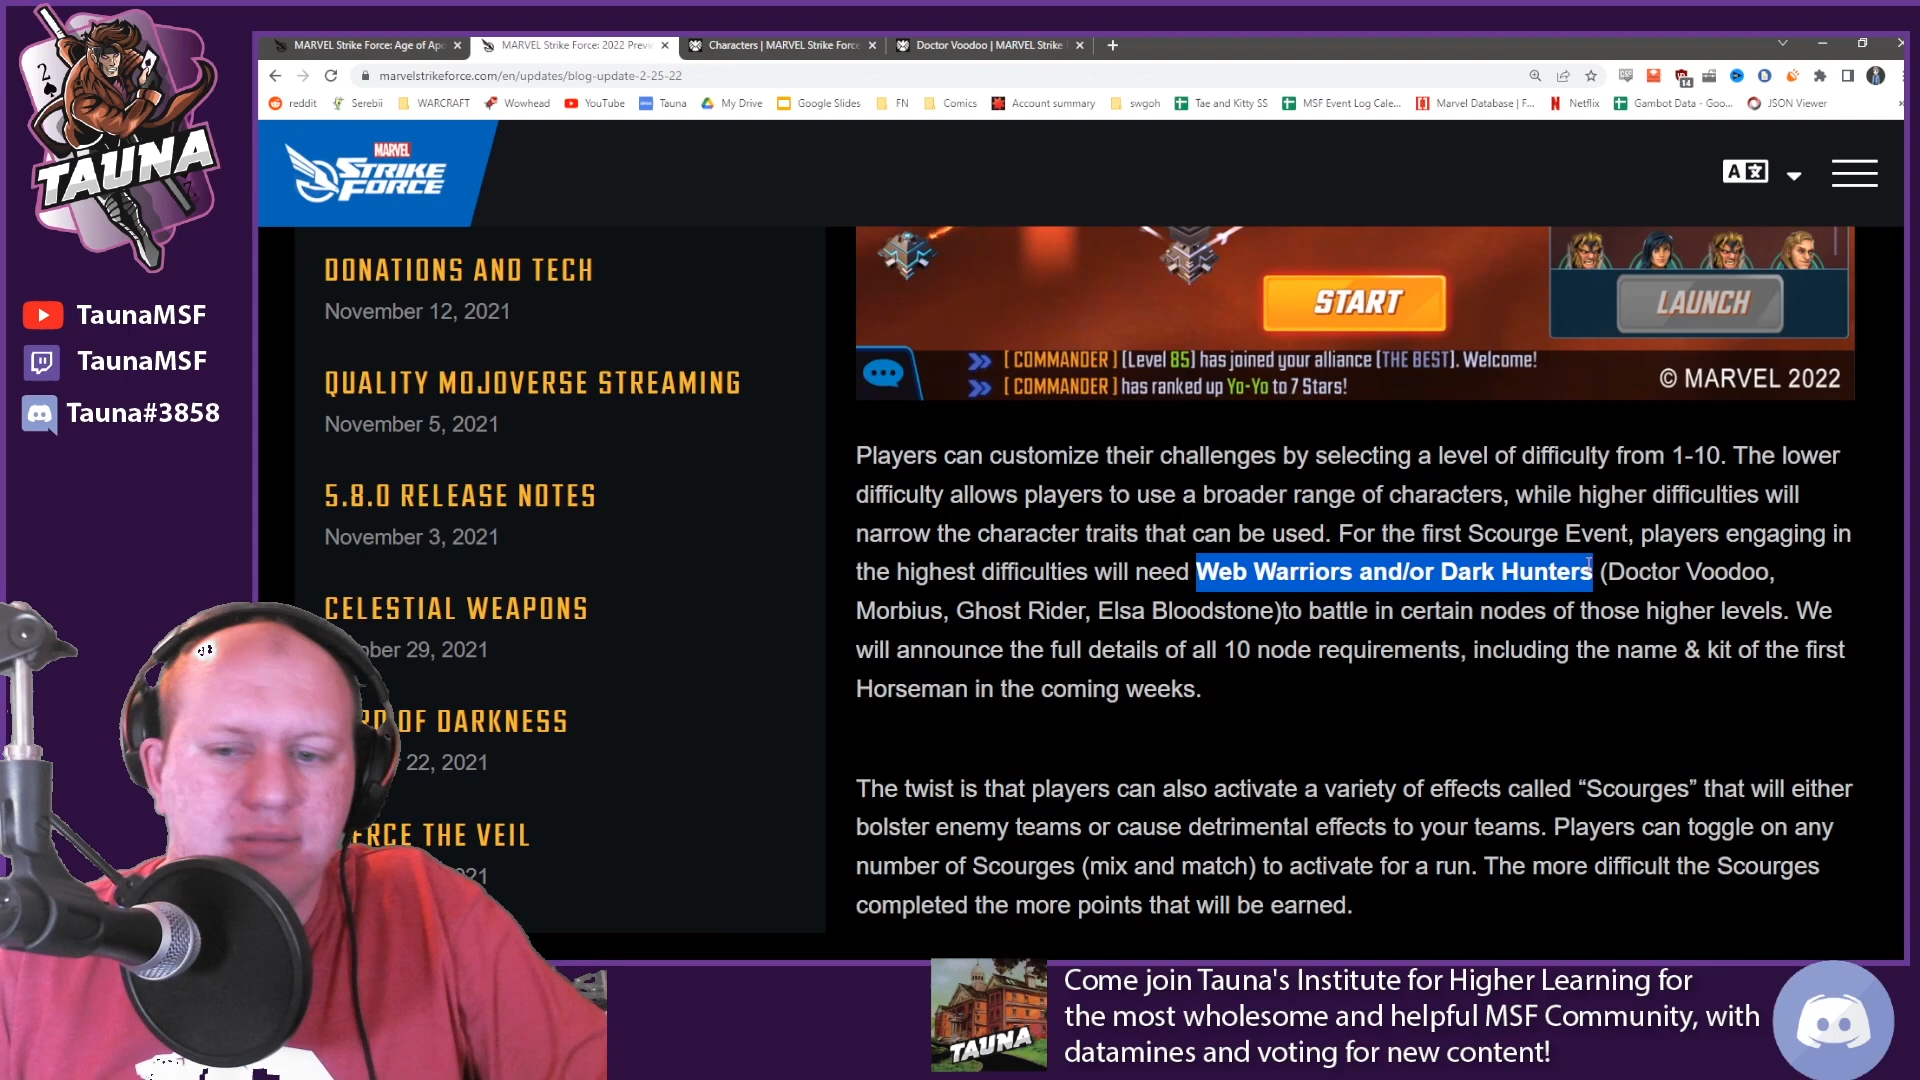 2
TAUNA
TaunaMSF
TaunaMSF
Tauna#3858
MARVEL Strike Force: Age of Apo
MARVEL Strike Force: 2022 Previ
Characters | MARVEL Strike Force
Doctor Voodoo | MARVEL Strike
marvelstrikeforce.com/en/updates/blog-update-2-25-22
14
reddit
Serebii
WARCRAFT
Wowhead
YouTube
Tauna
My Drive
Google Slides
FN
Comics
Account summary
swgoh
Tae and Kitty SS
MSF Event Log Cale...
Marvel Database | F...
Netflix
Gambot Data - Goo...
JSON Viewer
MARVEL
STRIKE
FORCE
DONATIONS AND TECH
November 12, 2021
QUALITY MOJOVERSE STREAMING
November 5, 2021
5.8.0 RELEASE NOTES
November 3, 2021
CELESTIAL WEAPONS
ober 29, 2021
OF DARKNESS
22, 2021
ERCE THE VEIL
21
START
LAUNCH
[ COMMANDER ] [Level 85] has joined your alliance [THE BEST]. Welcome!
[ COMMANDER ] has ranked up Yo-Yo to 7 Stars!
© MARVEL 2022
Players can customize their challenges by selecting a level of difficulty from 1-10. The lower
difficulty allows players to use a broader range of characters, while higher difficulties will
narrow the character traits that can be used. For the first Scourge Event, players engaging in
the highest difficulties will need Web Warriors and/or Dark Hunters (Doctor Voodoo,
Morbius, Ghost Rider, Elsa Bloodstone)to battle in certain nodes of those higher levels. We
will announce the full details of all 10 node requirements, including the name & kit of the first
Horseman in the coming weeks.
The twist is that players can also activate a variety of effects called “Scourges” that will either
bolster enemy teams or cause detrimental effects to your teams. Players can toggle on any
number of Scourges (mix and match) to activate for a run. The more difficult the Scourges
completed the more points that will be earned.
TAUNA
Come join Tauna's Institute for Higher Learning for
the most wholesome and helpful MSF Community, with
datamines and voting for new content!